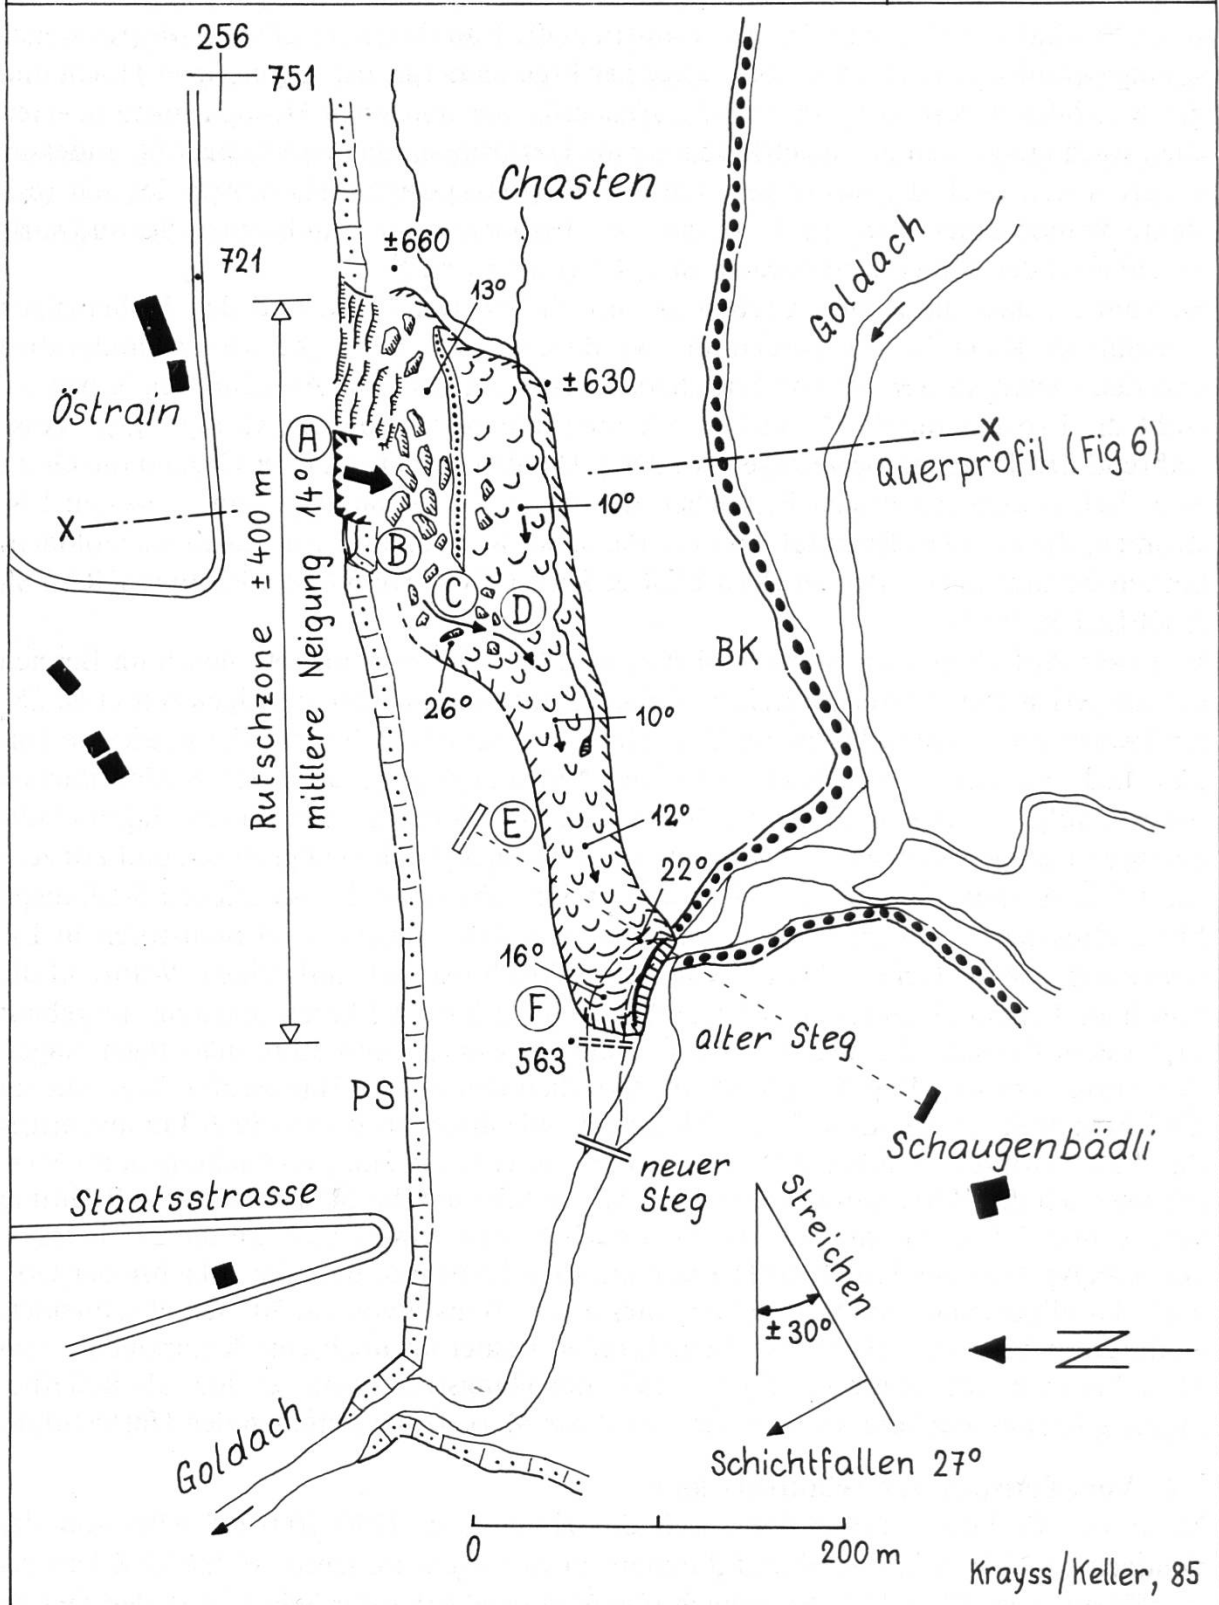 256
751
Chasten
±660
Goldach
721
13°
±630
Östrain
A
Querprofil (Fig 6)
X
X
10°
B
C
D
Rutschzone ±400 m
mittlere Neigung 14°
BK
26°
10°
E
12°
22°
16°
F
alter Steg
563
PS
Schaugenbädli
neuer
Steg
Staatsstrasse
Streichen
±30°
N
Goldach
Schichtfallen 27°
0
200 m
Krayss/Keller, 85